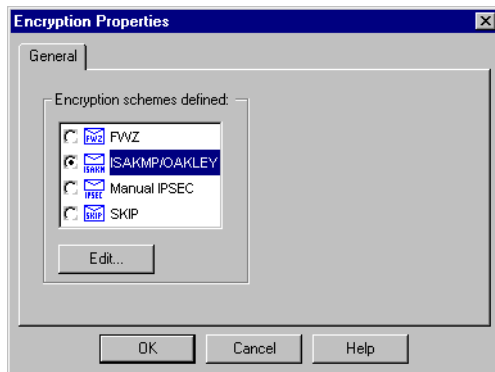 Encryption Properties
General
Encryption schemes defined:
FWZ FWZ
ISAKM ISAKMP/OAKLEY
IPSEC Manual IPSEC
SKIP SKIP
Edit...
OK Cancel Help